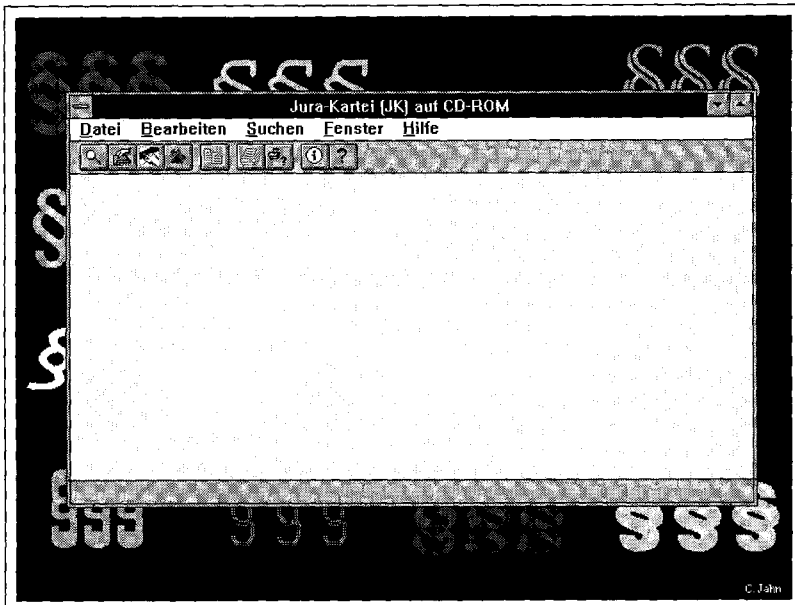 §§§ §§§ §§§
Jura-Kartei (JK) auf CD-ROM
Datei Bearbeiten Suchen Fenster Hilfe
?
§
§
§§§ §§§ §§§ §§§
C. Jahn